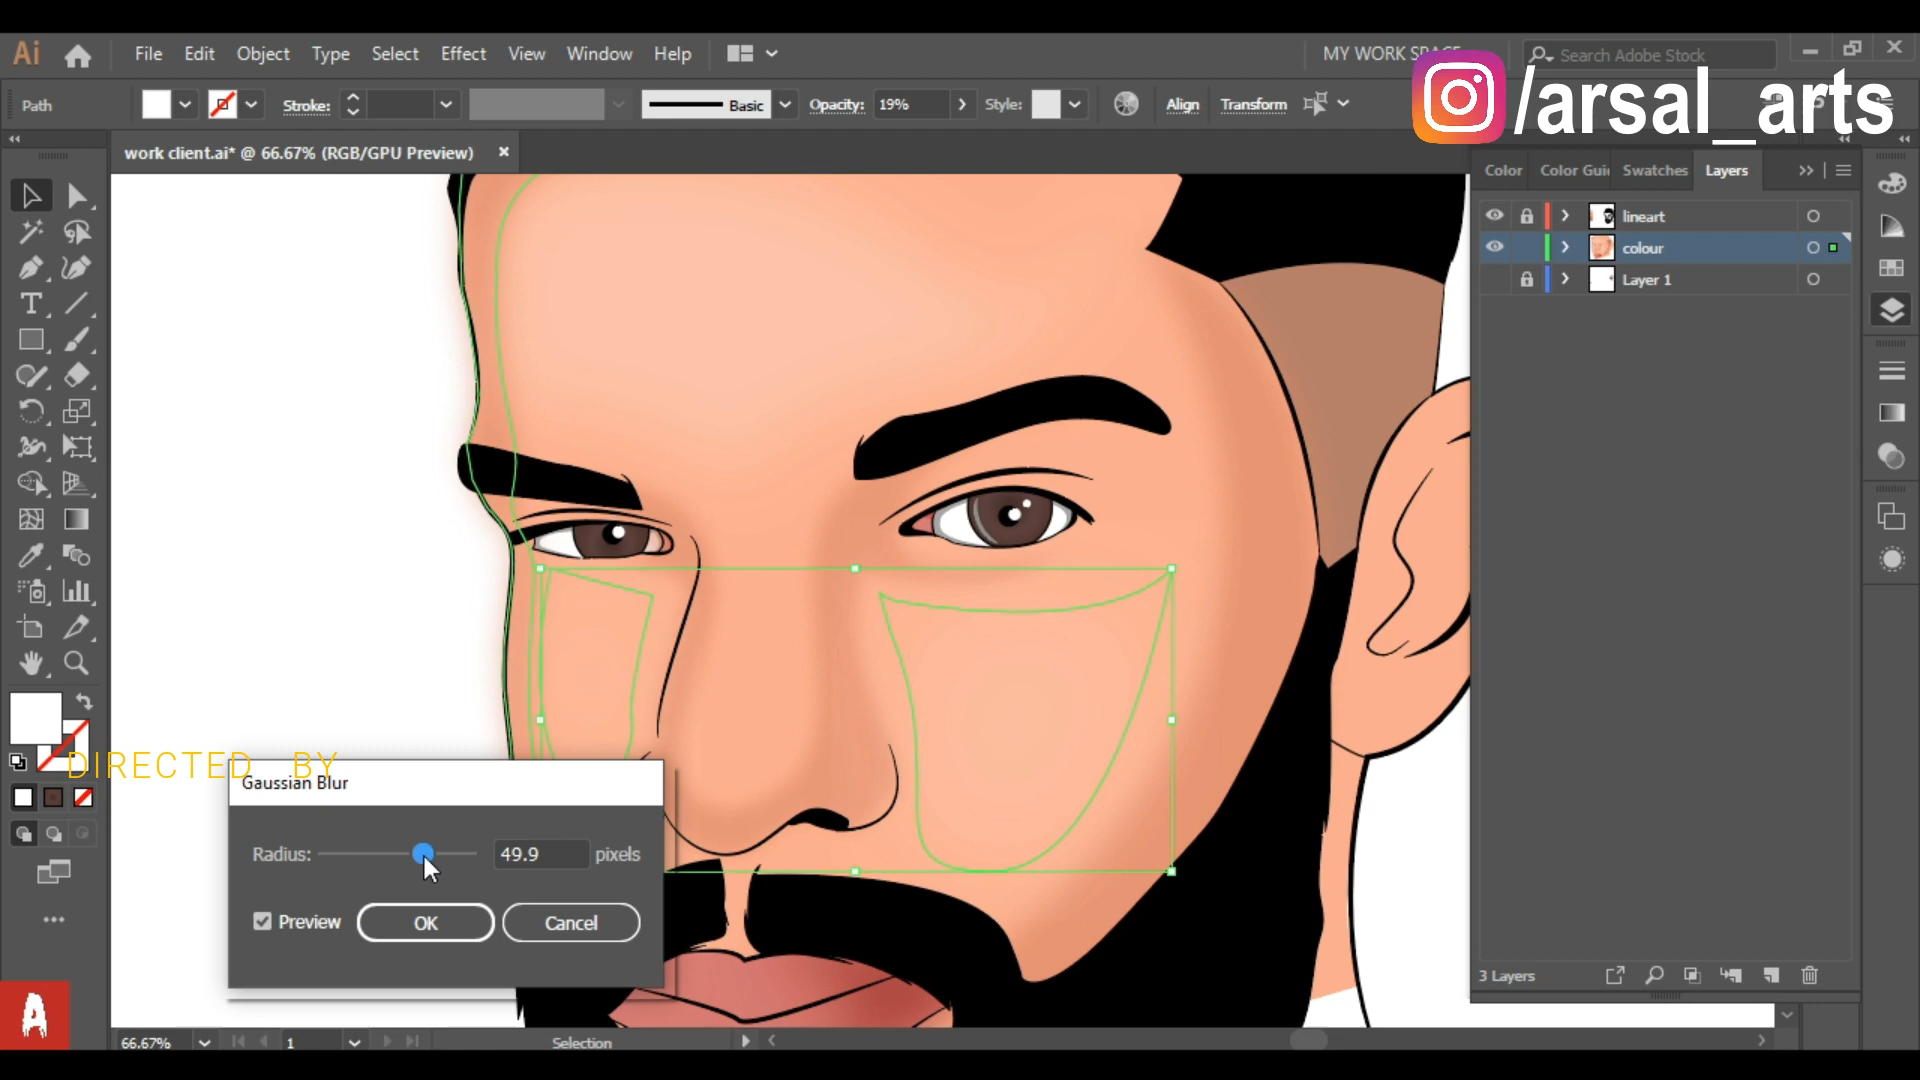 Ai File Edit Object Type Select Effect View Window Help MY WORK SPACE Search Adobe Stock
/arsal_arts
Path Stroke: Basic Opacity: 19% Style: Align Transform
work client.ai* @ 66.67% (RGB/GPU Preview)
Color Color Gui Swatches Layers
lineart
colour
Layer 1
DIRECTED BY
Gaussian Blur
Radius: 49.9 pixels
Preview OK Cancel
3 Layers
A
66.67% 1 Selection